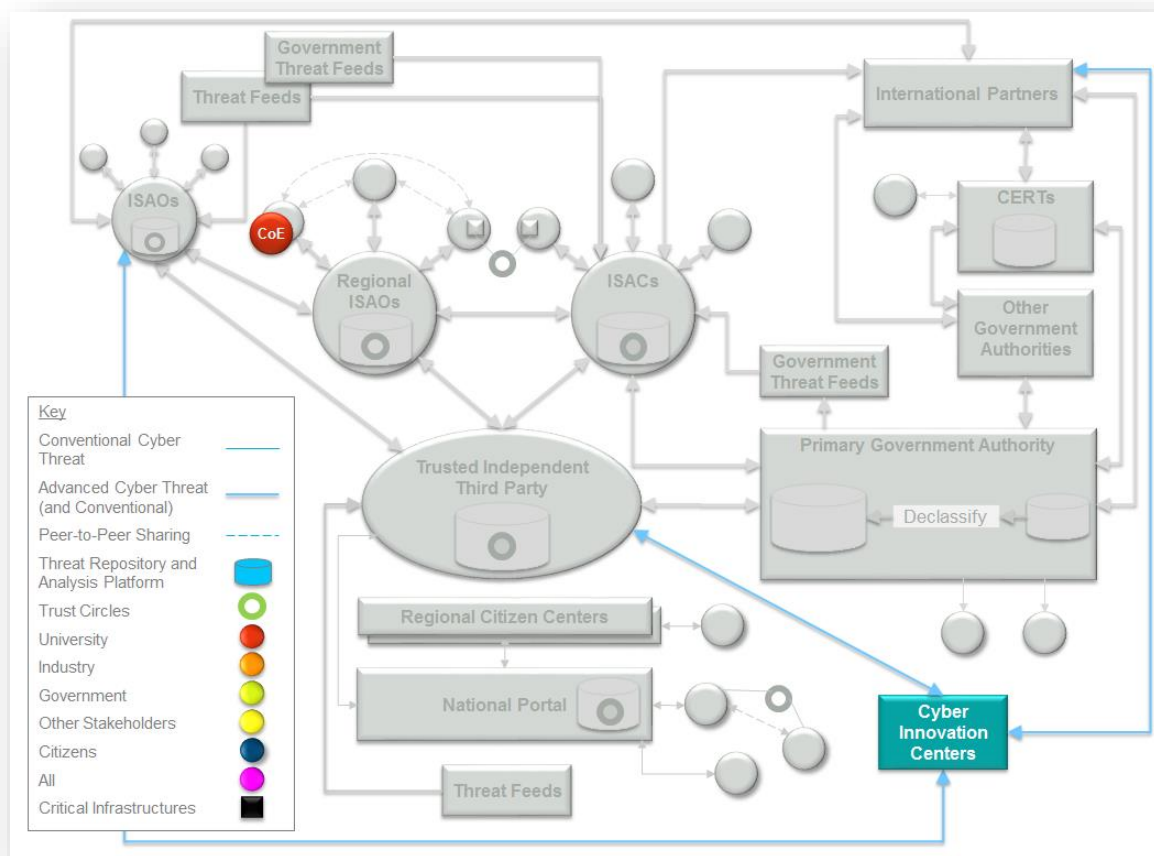 Government
Threat Feeds
Threat Feeds
International Partners
ISAOs
CoE
CERTs
Regional
ISAOs
ISACs
Other
Government
Authorities
Government
Threat Feeds
Key
Conventional Cyber
Threat
Advanced Cyber Threat
(and Conventional)
Peer-to-Peer Sharing
Threat Repository and
Analysis Platform
Trust Circles
University
Industry
Government
Other Stakeholders
Citizens
All
Critical Infrastructures
Trusted Independent
Third Party
Primary Government Authority
Declassify
Regional Citizen Centers
National Portal
Threat Feeds
Cyber
Innovation
Centers